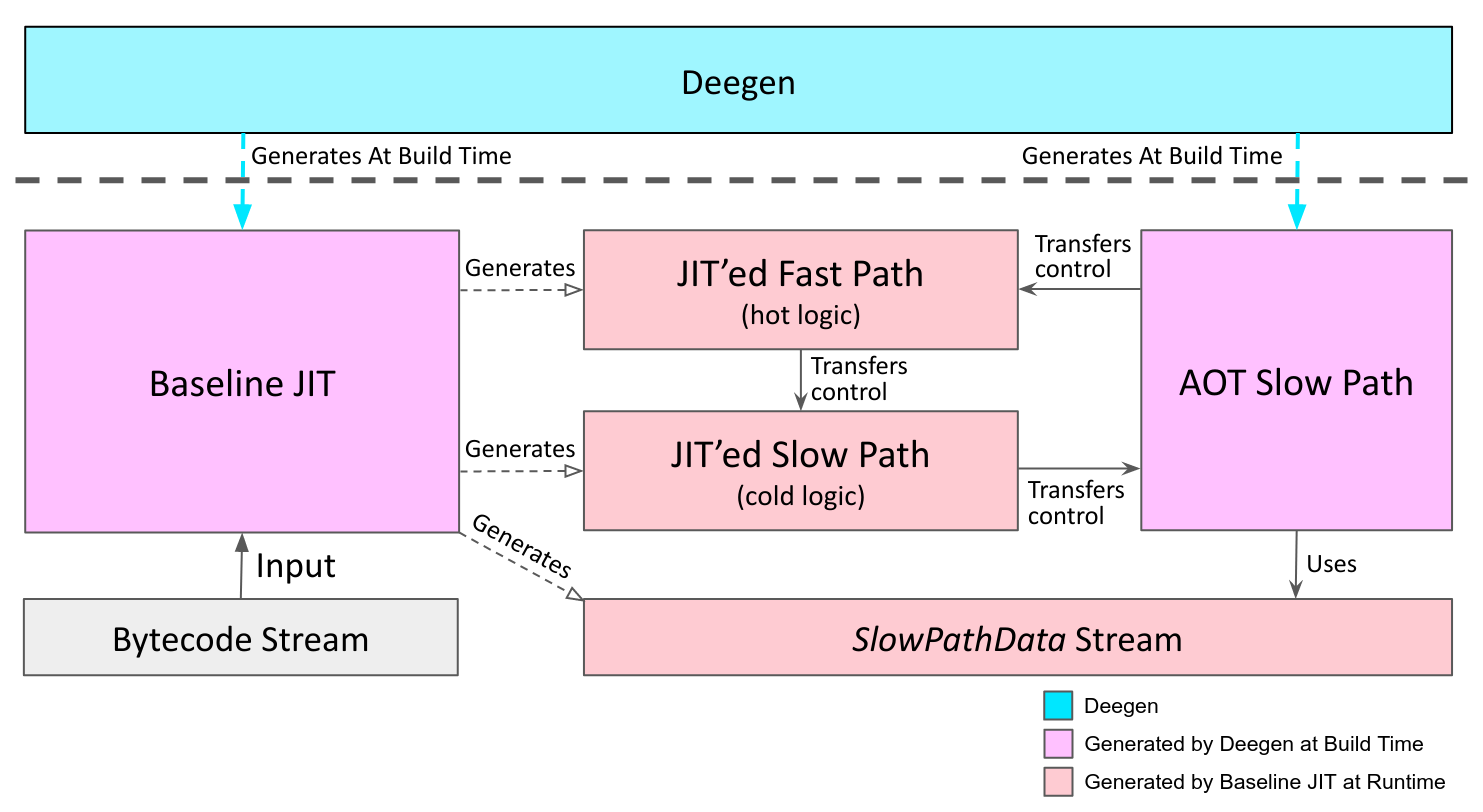 Deegen
Generates At Build Time
Generates At Build Time
Generates
JIT’ed Fast Path
(hot logic)
Transfers
control
Baseline JIT
Transfers
control
AOT Slow Path
Generates
JIT’ed Slow Path
(cold logic)
Transfers
control
Generates
Input
Uses
Bytecode Stream
SlowPathData Stream
Deegen
Generated by Deegen at Build Time
Generated by Baseline JIT at Runtime